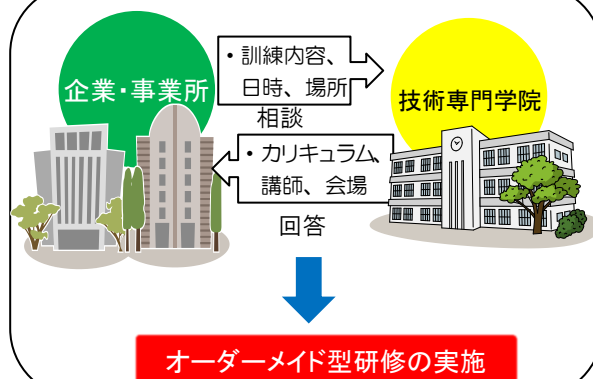 企業・事業所
・訓練内容、
日時、場所
相談
技術専門学院
・カリキュラム、
講師、会場
回答
オーダーメイド型研修の実施